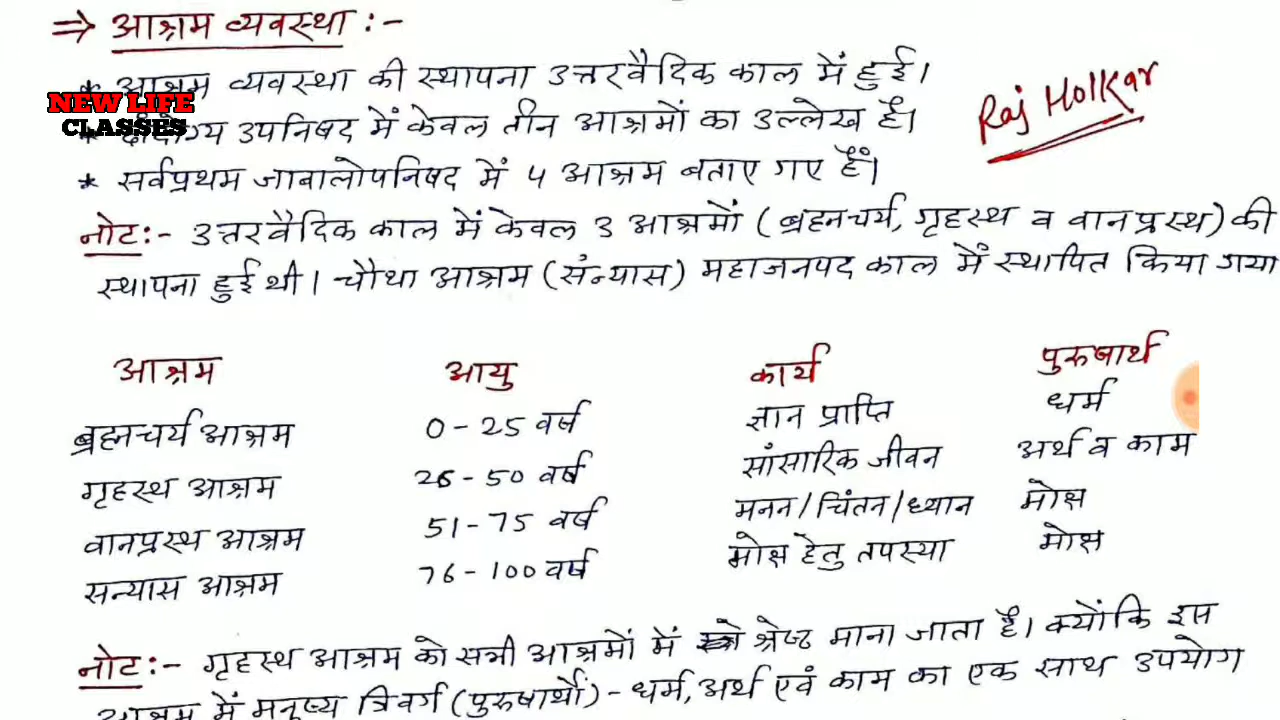 ⇒ आश्रम व्यवस्था :-
* आश्रम व्यवस्था की स्थापना उत्तरवैदिक काल में हुई।
NEW LIFE
CLASSES
* उपनिषद में केवल तीन आश्रमों का उल्लेख है।
Raj Holkar
* सर्वप्रथम जाबालोपनिषद में 4 आश्रम बताए गए हैं।
नोट :- उत्तरवैदिक काल में केवल 3 आश्रमों (ब्रह्मचर्य, गृहस्थ व वानप्रस्थ) की
स्थापना हुई थी। चौथा आश्रम (संन्यास) महाजनपद काल में स्थापित किया गया
आश्रम आयु कार्य पुरुषार्थ
ब्रह्मचर्य आश्रम 0-25 वर्ष ज्ञान प्राप्ति धर्म
गृहस्थ आश्रम 26-50 वर्ष सांसारिक जीवन अर्थ व काम
वानप्रस्थ आश्रम 51-75 वर्ष मनन/चिंतन/ध्यान मोक्ष
सन्यास आश्रम 76-100 वर्ष मोक्ष हेतु तपस्या मोक्ष
नोट :- गृहस्थ आश्रम को सभी आश्रमों में श्रेष्ठ माना जाता है। क्योंकि इस
आश्रम में मनुष्य त्रिवर्ग (पुरुषार्थों) - धर्म, अर्थ एवं काम का एक साथ उपयोग